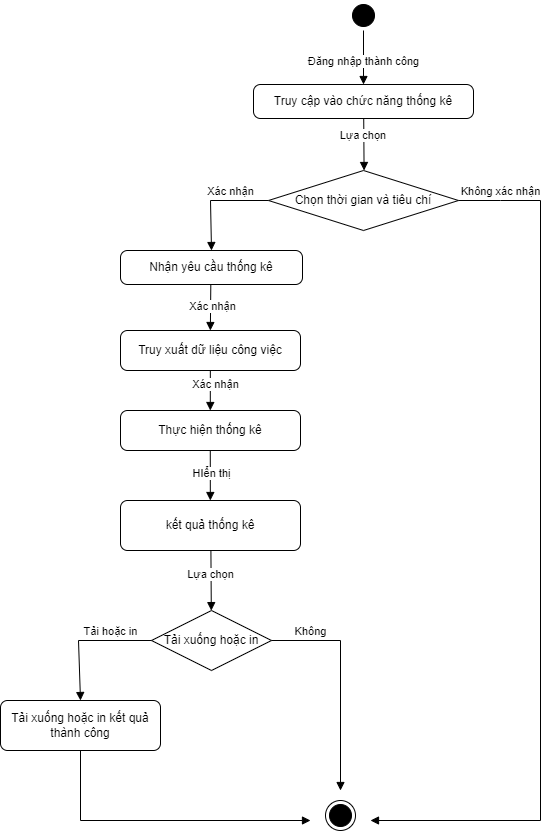 Đăng nhập thành công
Truy cập vào chức năng thống kê
Lựa chọn
Xác nhận
Chọn thời gian và tiêu chí
Không xác nhận
Nhận yêu cầu thống kê
Xác nhận
Truy xuất dữ liệu công việc
Xác nhận
Thực hiện thống kê
HIển thị
kết quả thống kê
Lựa chọn
Tải hoặc in
Tải xuống hoặc in
Không
Tải xuống hoặc in kết quả
thành công